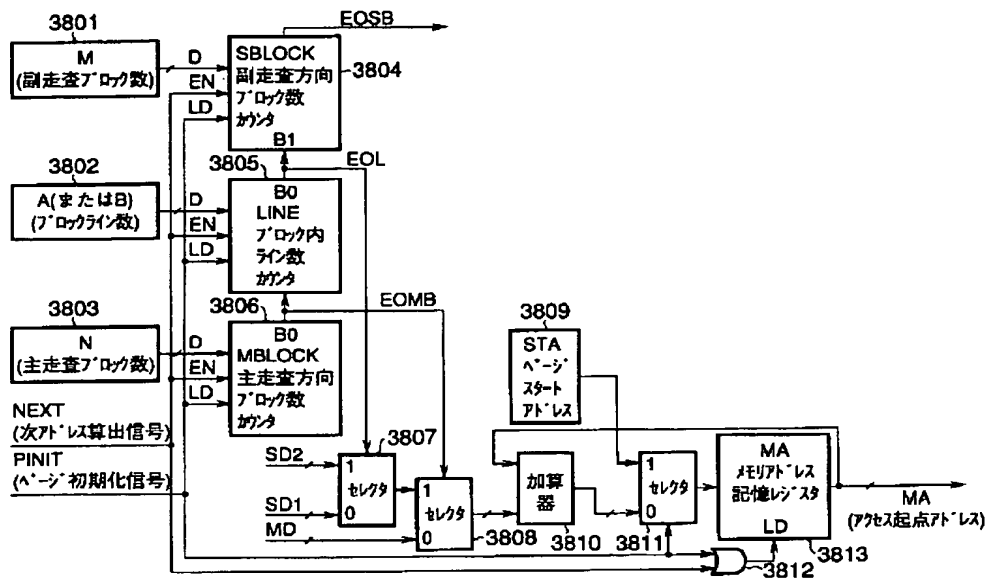 3801
M
(副走査ブロック数)
D
EN
LD
EOSB
SBLOCK
副走査方向
ブロック数
カウンタ
B1
3804
3802
A(またはB)
(ブロックライン数)
D
EN
LD
3805
EOL
B0
LINE
ブロック内
ライン数
カウンタ
3803
N
(主走査ブロック数)
D
EN
LD
3806
EOMB
B0
MBLOCK
主走査方向
ブロック数
カウンタ
NEXT
(次アドレス算出信号)
PINIT
(ページ初期化信号)
SD2
SD1
MD
3807
1
セレクタ
0
1
セレクタ
0
3808
3809
STA
ページ
スタート
アドレス
加算
器
3810
1
セレクタ
0
3811
MA
メモリアドレス
記憶レジスタ
LD
3813
3812
MA
(アクセス起点アドレス)